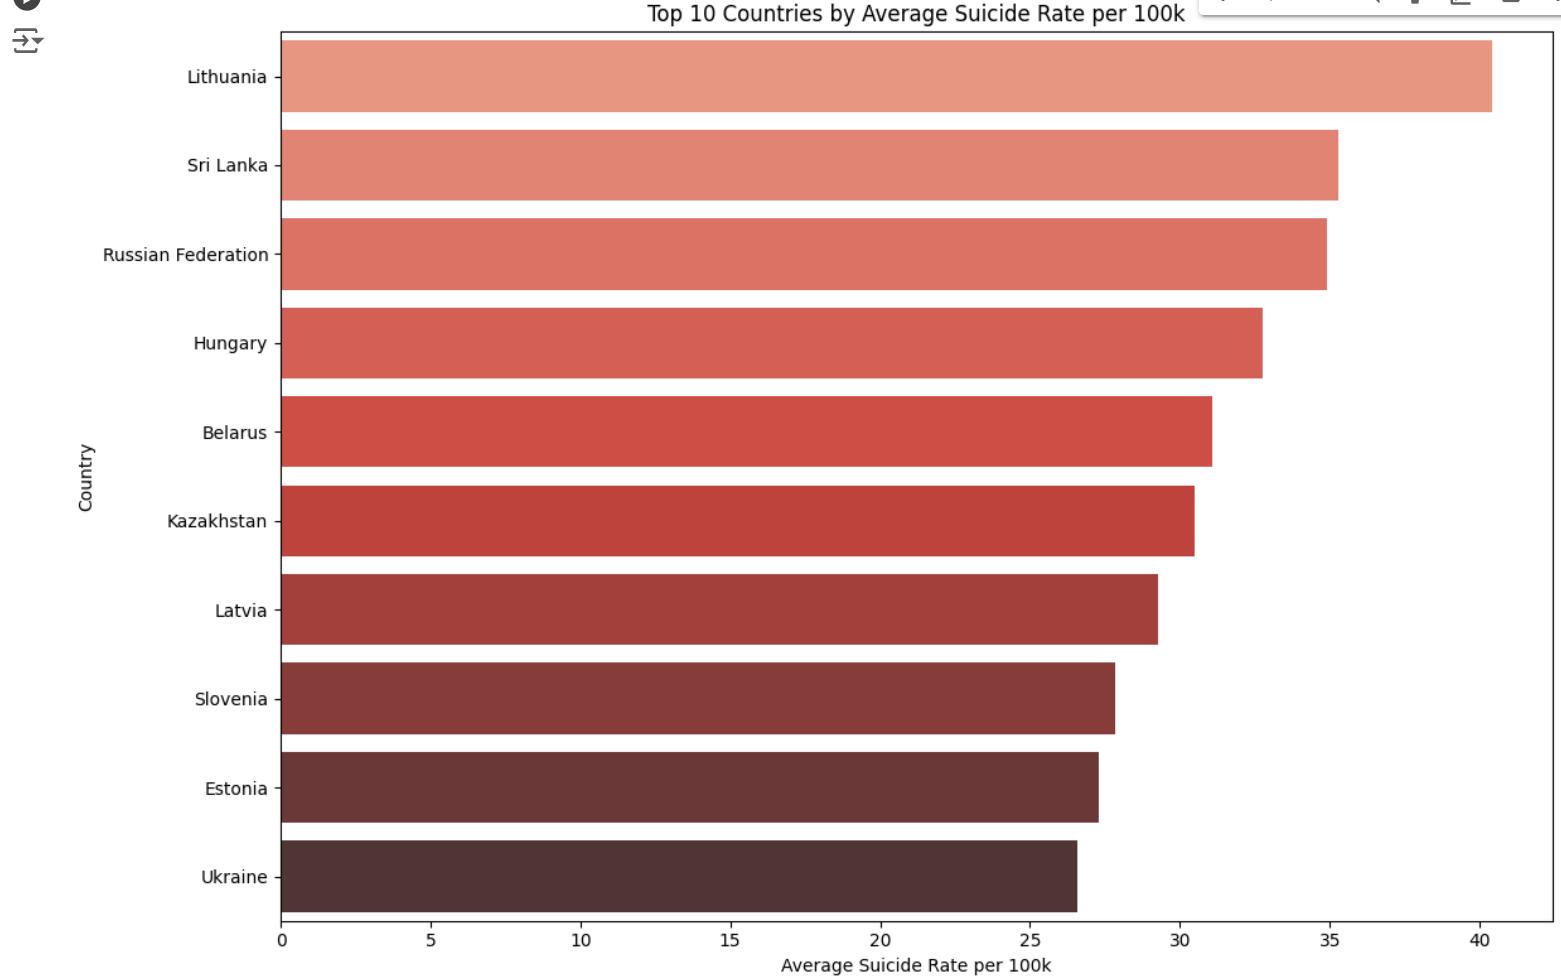 Top 10 Countries by Average Suicide Rate per 100k
Lithuania
Sri Lanka
Russian Federation
Hungary
Belarus
Kazakhstan
Latvia
Slovenia
Estonia
Ukraine
Country
0 5 10 15 20 25 30 35 40
Average Suicide Rate per 100k